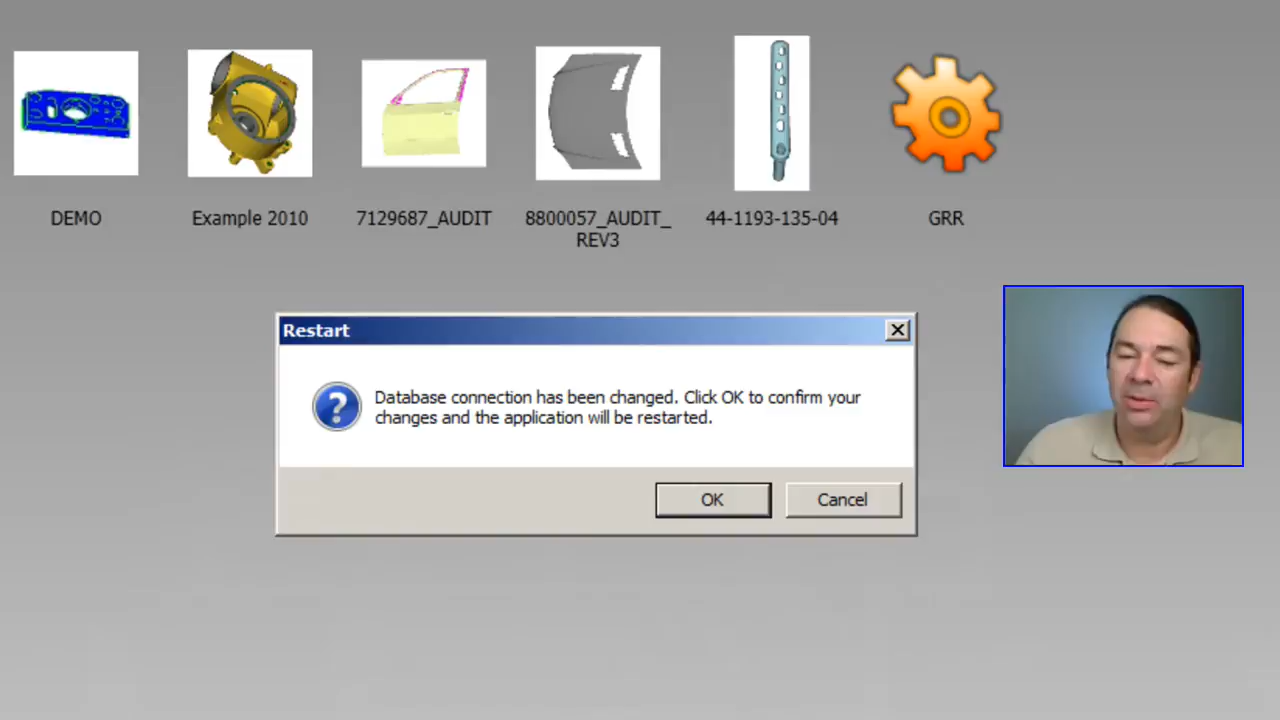 DEMO
Example 2010
7129687_AUDIT
8800057_AUDIT_
REV3
44-1193-135-04
GRR
Restart
Database connection has been changed. Click OK to confirm your
changes and the application will be restarted.
OK
Cancel